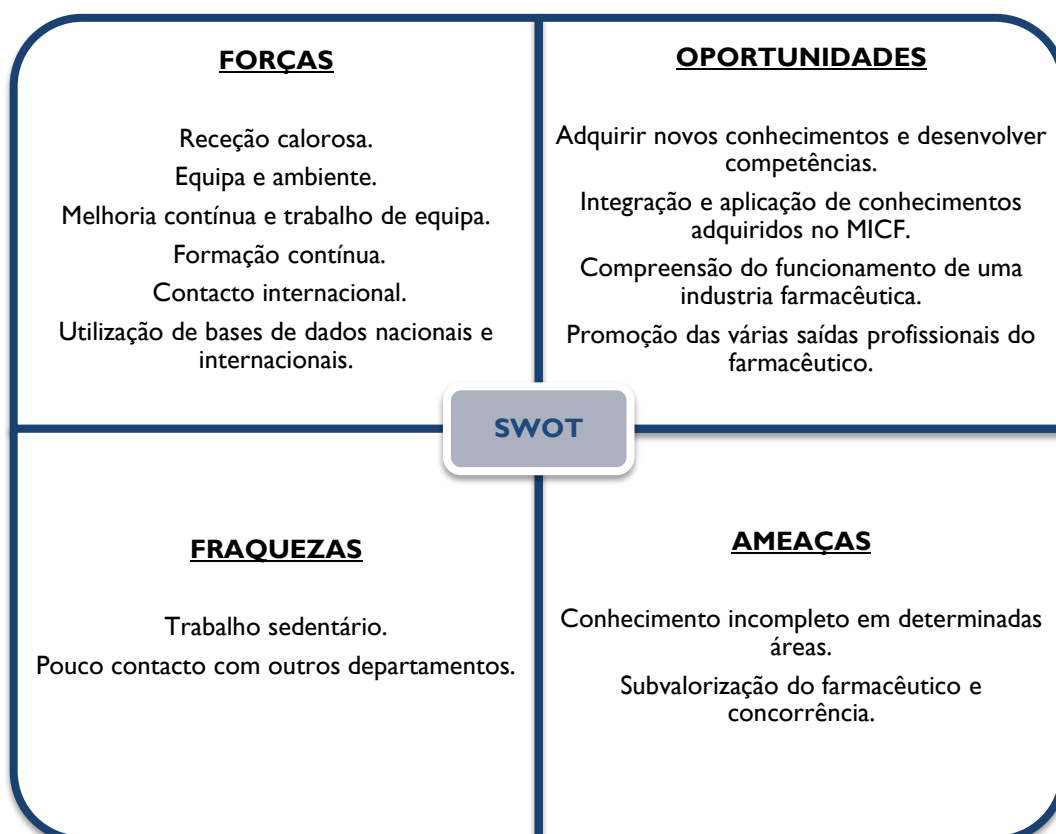 FORÇAS
Receção calorosa.
Equipa e ambiente.
Melhoria contínua e trabalho de equipa.
Formação contínua.
Contacto internacional.
Utilização de bases de dados nacionais e
internacionais.
OPORTUNIDADES
Adquirir novos conhecimentos e desenvolver
competências.
Integração e aplicação de conhecimentos
adquiridos no MICF.
Compreensão do funcionamento de uma
industria farmacêutica.
Promoção das várias saídas profissionais do
farmacêutico.
SWOT
FRAQUEZAS
Trabalho sedentário.
Pouco contacto com outros departamentos.
AMEAÇAS
Conhecimento incompleto em determinadas
áreas.
Subvalorização do farmacêutico e
concorrência.